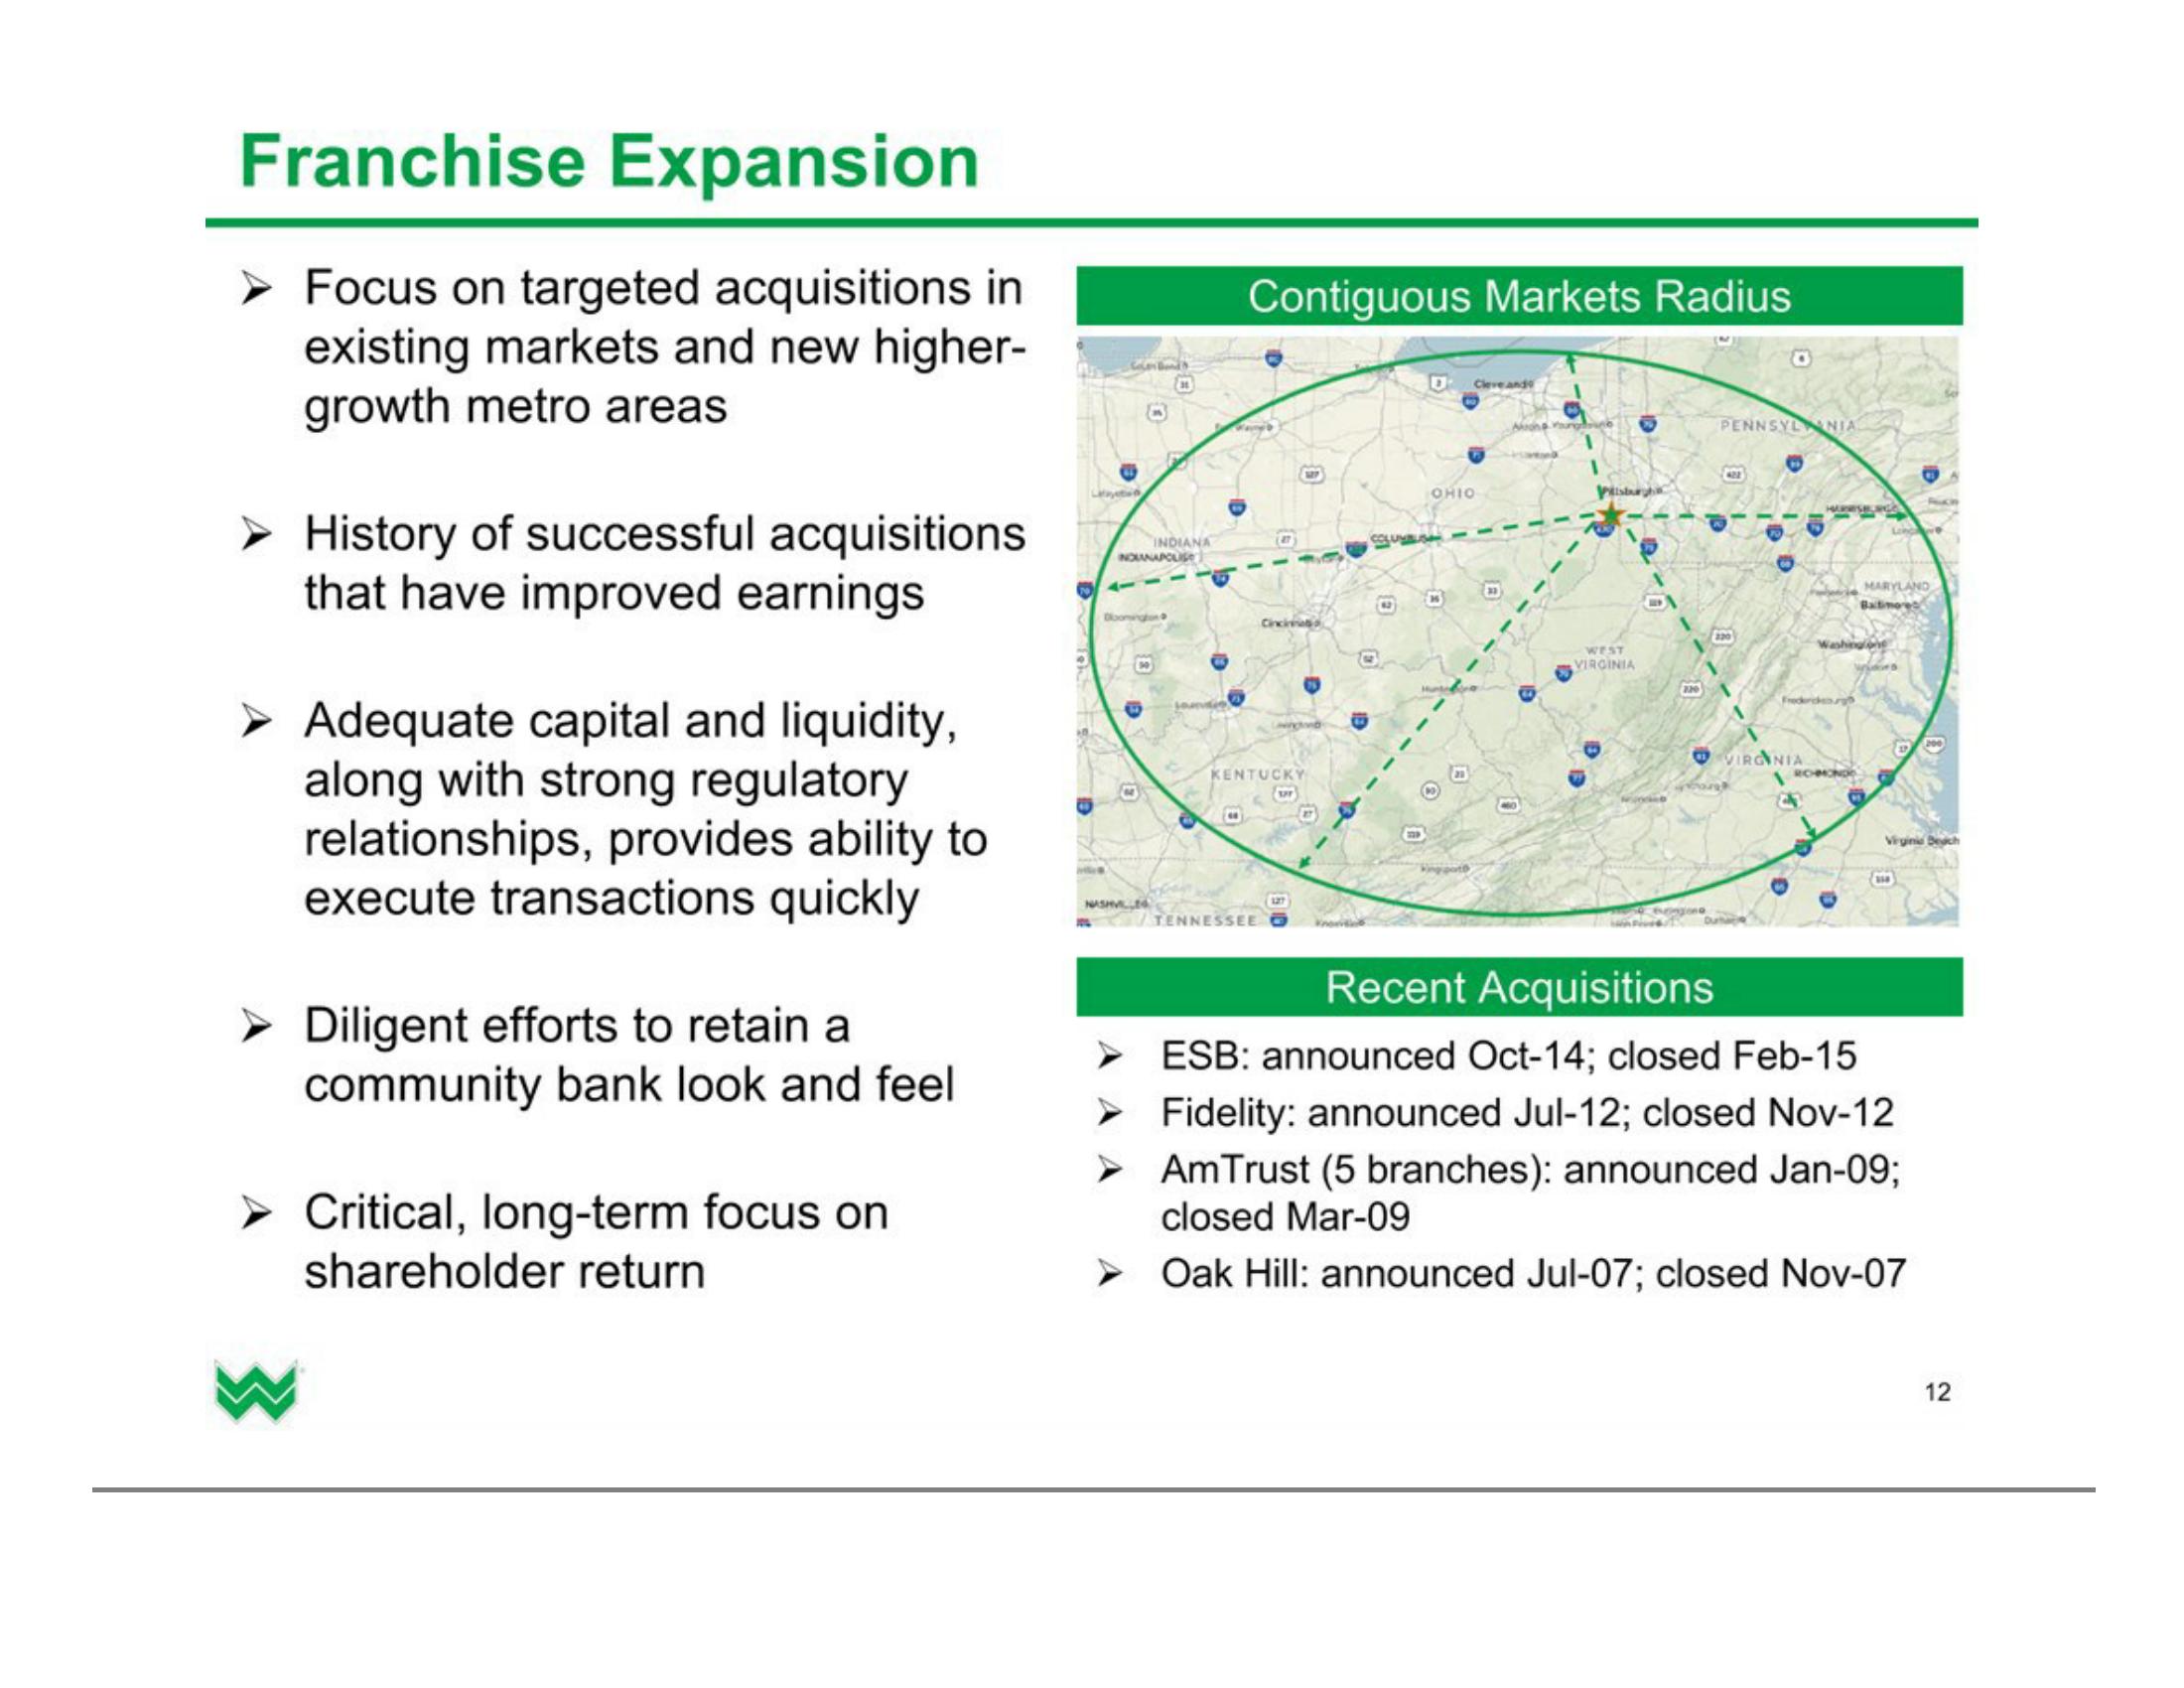 Franchise Expansion
➢ Focus on targeted acquisitions in
existing markets and new higher-
growth metro areas
➢ History of successful acquisitions
that have improved earnings
➢ Adequate capital and liquidity,
along with strong regulatory
relationships, provides ability to
execute transactions quickly
➢ Diligent efforts to retain a
community bank look and feel
➢ Critical, long-term focus on
shareholder return
Contiguous Markets Radius
Cleveland
PENNSYLVANIA
Pittsburgh
OHIO
HARRISBURG
COLUMBUS
INDIANA
INDIANAPOLIS
MARYLAND
Baltimore
Bloomington
Cincinnati
Washington
WEST
VIRGINIA
Huntington
Fredericksburg
KENTUCKY
VIRGINIA
RICHMOND
Virginia Beach
Kingsport
TENNESSEE
Durham
Recent Acquisitions
➢ ESB: announced Oct-14; closed Feb-15
➢ Fidelity: announced Jul-12; closed Nov-12
➢ AmTrust (5 branches): announced Jan-09;
closed Mar-09
➢ Oak Hill: announced Jul-07; closed Nov-07
12